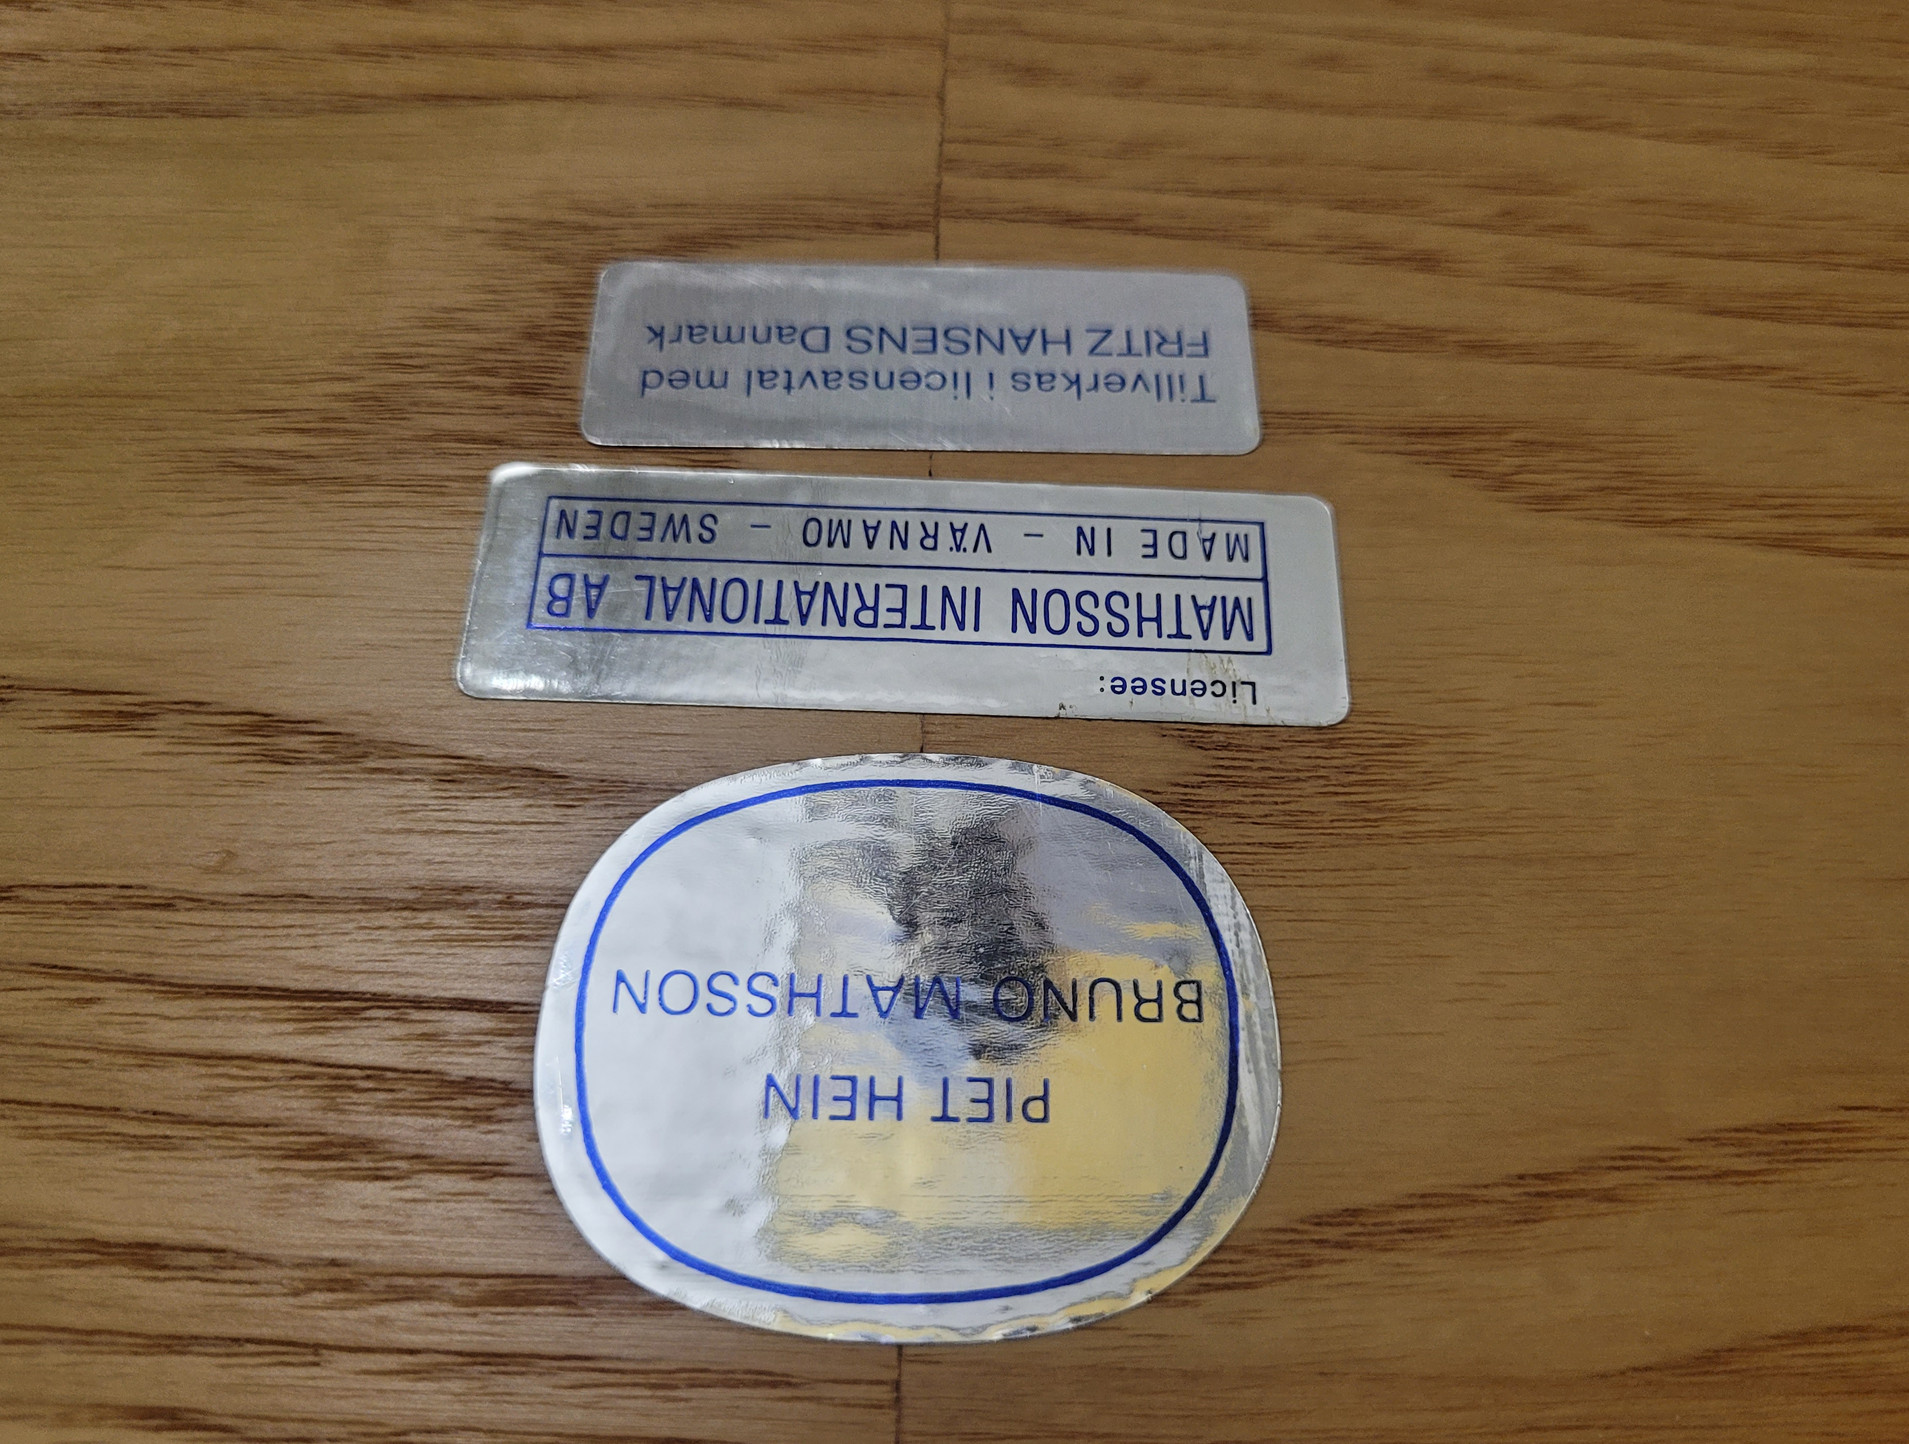 PIET HEIN
BRUNO MATHSSON
Licensee:
MATHSSON INTERNATIONAL AB
MADE IN - VÄRNAMO - SWEDEN
Tillverkas i licensavtal med
FRITZ HANSENS Danmark